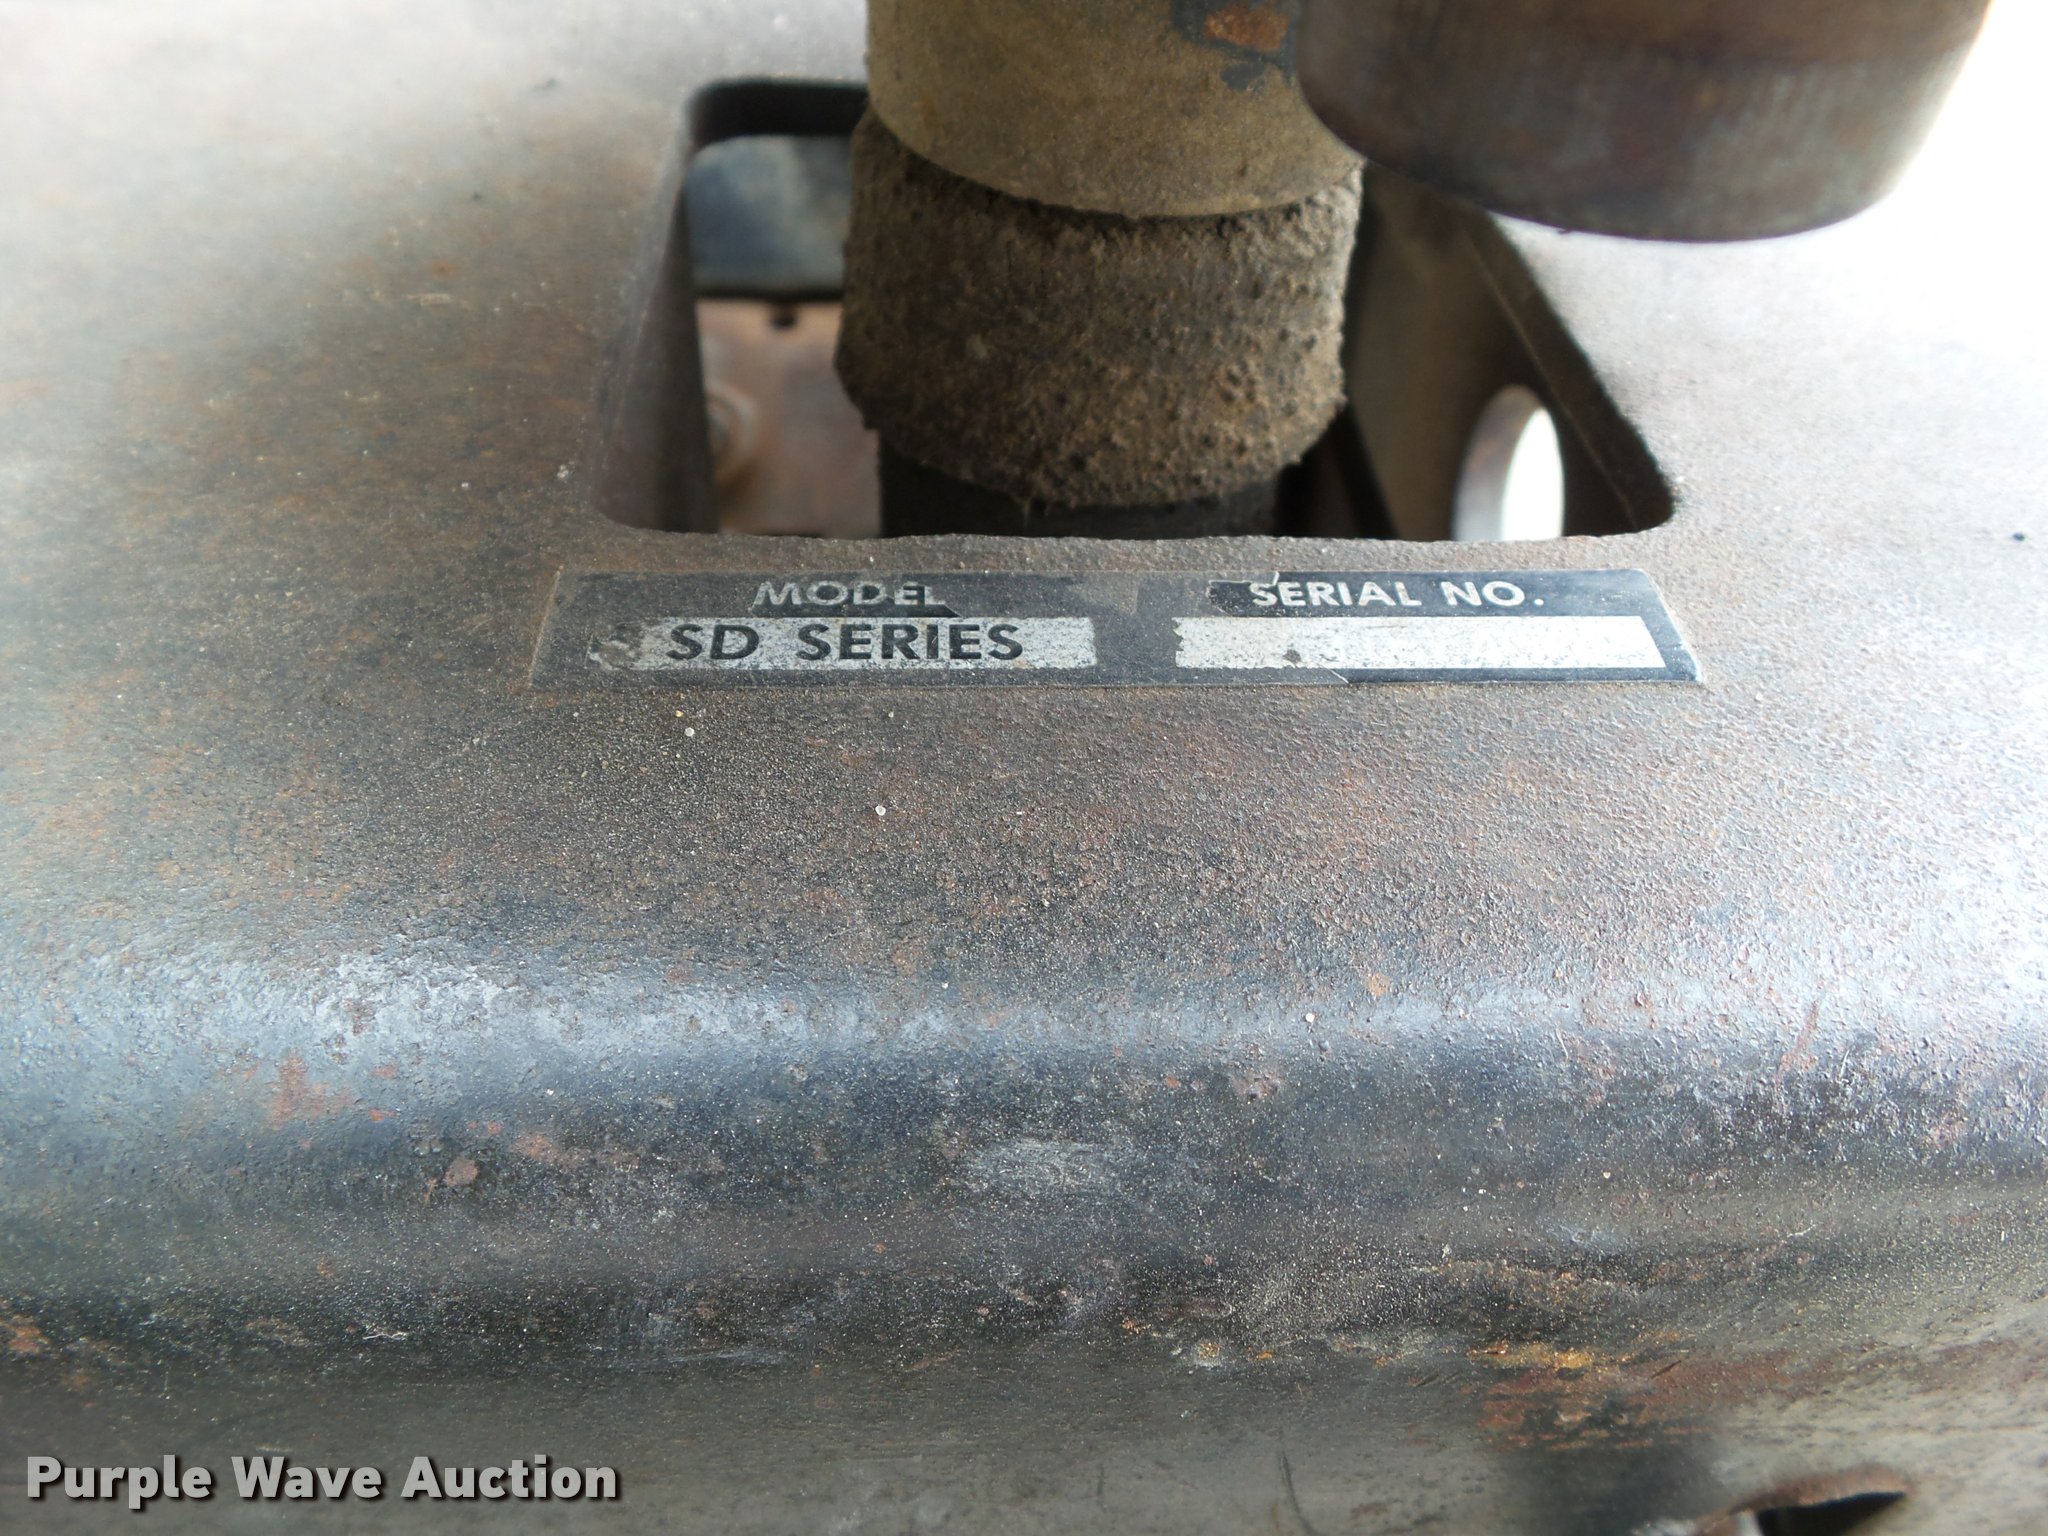 MODEL SERIAL NO.
SD SERIES
Purple Wave Auction